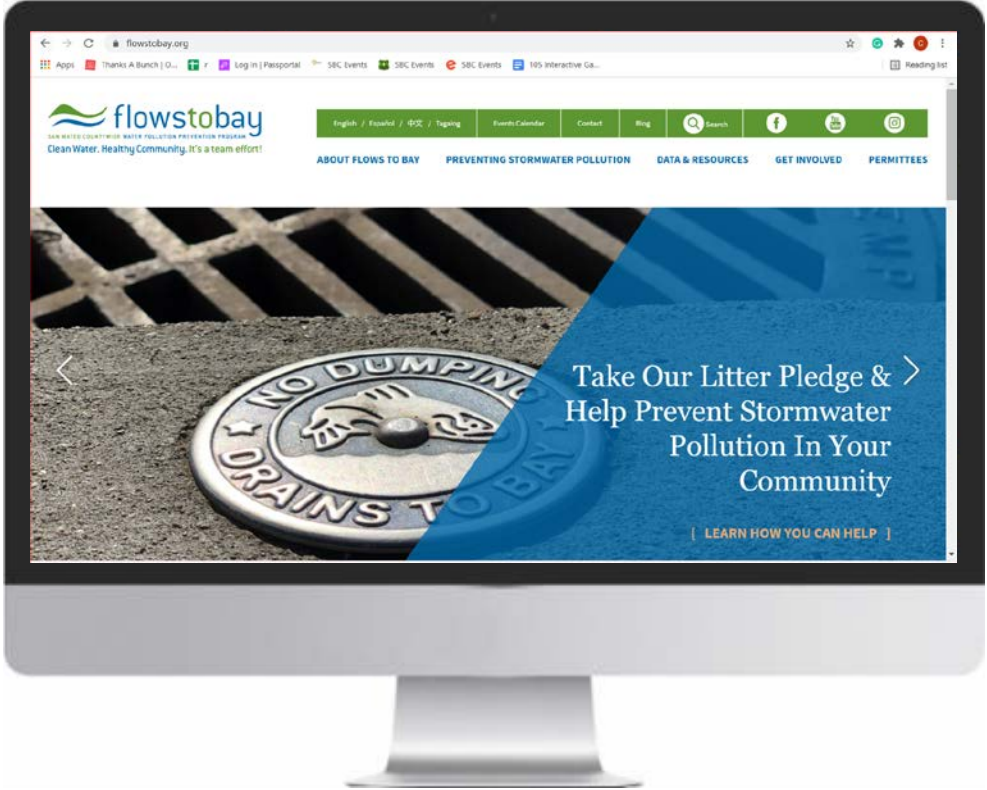 flowstobay.org
Apps Thanks A Bunch | O... r Log in | Passportal SBC Events SBC Events SBC Events 105 Interactive Ga... Reading list
flowstobay
SAN MATEO COUNTYWIDE WATER POLLUTION PREVENTION PROGRAM
Clean Water. Healthy Community. It's a team effort!
English / Español / 中文 / Tagaing Events Calendar Contact Blog Search
ABOUT FLOWS TO BAY PREVENTING STORMWATER POLLUTION DATA & RESOURCES GET INVOLVED PERMITTEES
NO DUMPING
DRAINS TO BAY
Take Our Litter Pledge &
Help Prevent Stormwater
Pollution In Your
Community
[ LEARN HOW YOU CAN HELP ]